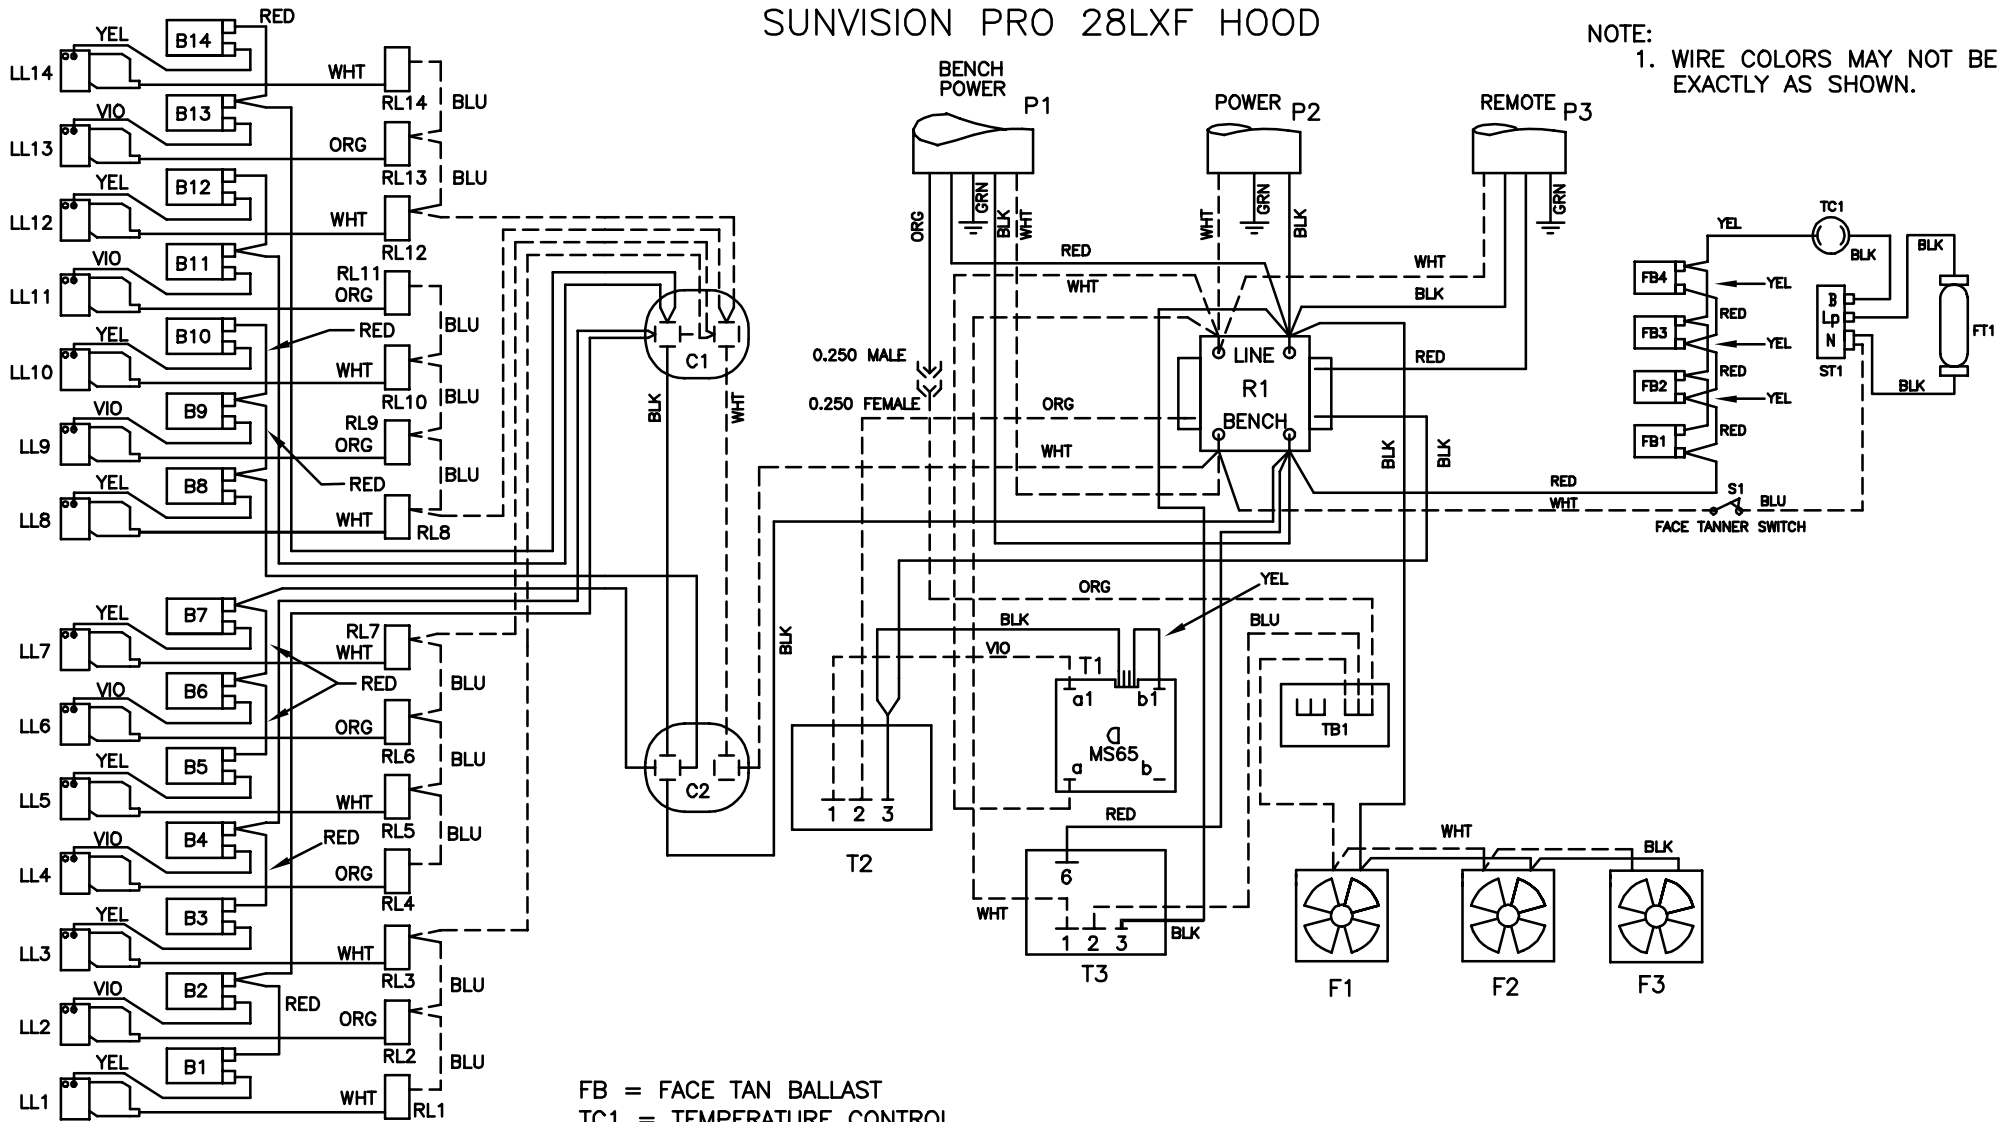 SUNVISION PRO 28LXF HOOD
NOTE:
1. WIRE COLORS MAY NOT BE
EXACTLY AS SHOWN.
RED
YEL
B14
LL14
WHT
RL14
BLU
VIO
B13
LL13
ORG
RL13
BLU
YEL
B12
LL12
WHT
RL12
VIO
B11
LL11
RL11
ORG
BLU
YEL
B10
RED
LL10
WHT
RL10
BLU
VIO
B9
LL9
RL9
ORG
BLU
YEL
B8
RED
LL8
WHT
RL8
YEL
B7
LL7
RL7
WHT
RED
BLU
VIO
B6
LL6
ORG
RL6
BLU
YEL
B5
LL5
WHT
RL5
BLU
VIO
B4
RED
LL4
ORG
RL4
YEL
B3
LL3
WHT
RL3
BLU
VIO
B2
RED
LL2
ORG
RL2
BLU
YEL
B1
LL1
WHT
RL1
C1
BLK
WHT
C2
BLK
BENCH
POWER
P1
ORG
GRN
BLK
WHT
POWER
P2
WHT
GRN
BLK
REMOTE
P3
GRN
RED
WHT
WHT
BLK
0.250 MALE
0.250 FEMALE
LINE
R1
BENCH
RED
ORG
WHT
BLK
BLK
RED
WHT
S1
BLU
FACE TANNER SWITCH
YEL
TC1
BLK
BLK
FB4
YEL
RED
FB3
YEL
RED
FB2
YEL
RED
FB1
B
Lp
N
ST1
BLK
FT1
YEL
ORG
BLK
VIO
BLU
T1
a1
b1
MS65
a
b
TB1
1 2 3
T2
RED
6
WHT
1 2 3
BLK
T3
WHT
BLK
F1
F2
F3
FB = FACE TAN BALLAST
TC1 = TEMPERATURE CONTROL